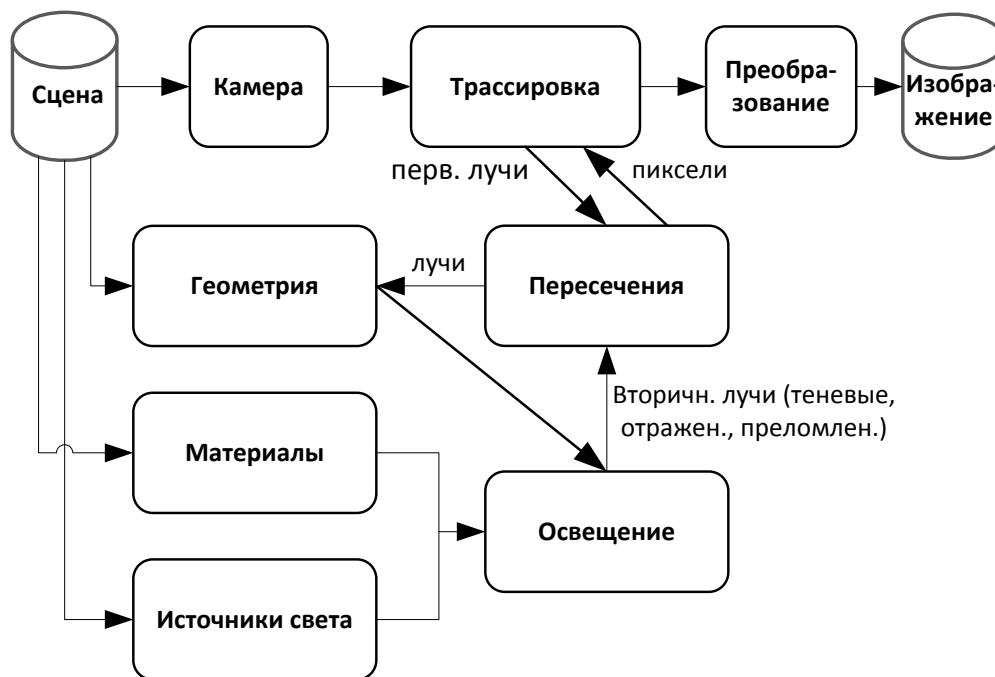 Сцена
Камера
Трассировка
Преобра-
зование
Изобра-
жение
перв. лучи
пиксели
Геометрия
лучи
Пересечения
Вторичн. лучи (теневые,
отражен., преломлен.)
Материалы
Освещение
Источники света